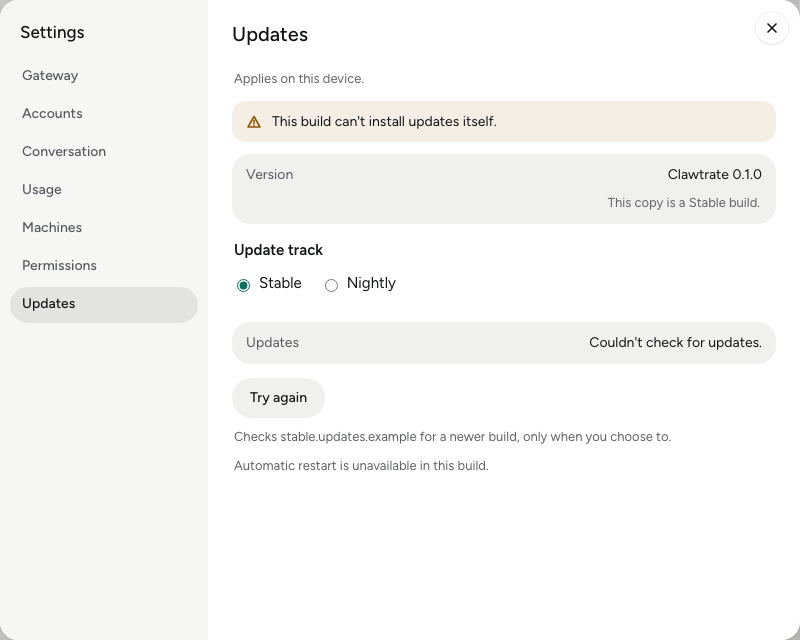 Settings
Gateway
Accounts
Conversation
Usage
Machines
Permissions
Updates
Updates
Applies on this device.
This build can't install updates itself.
Version
Clawtrate 0.1.0
This copy is a Stable build.
Update track
Stable
Nightly
Updates
Couldn't check for updates.
Try again
Checks stable.updates.example for a newer build, only when you choose to.
Automatic restart is unavailable in this build.